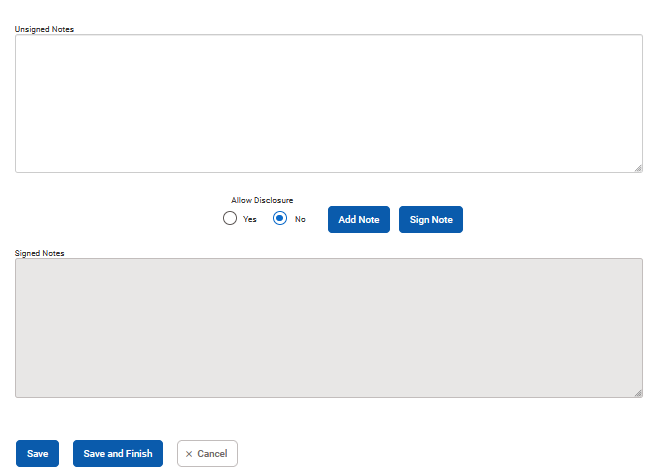 Unsigned Notes
Allow Disclosure
Yes No Add Note Sign Note
Signed Notes
Save Save and Finish × Cancel